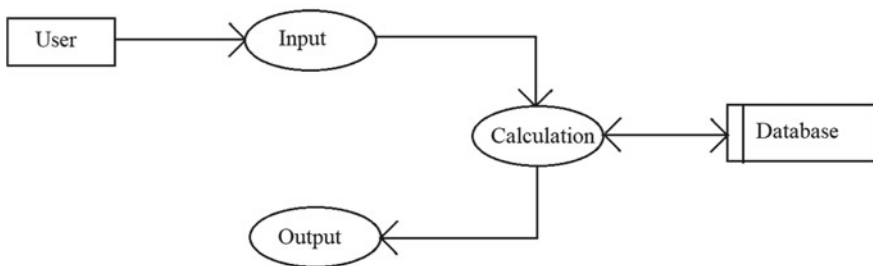 User
Input
Calculation
Database
Output